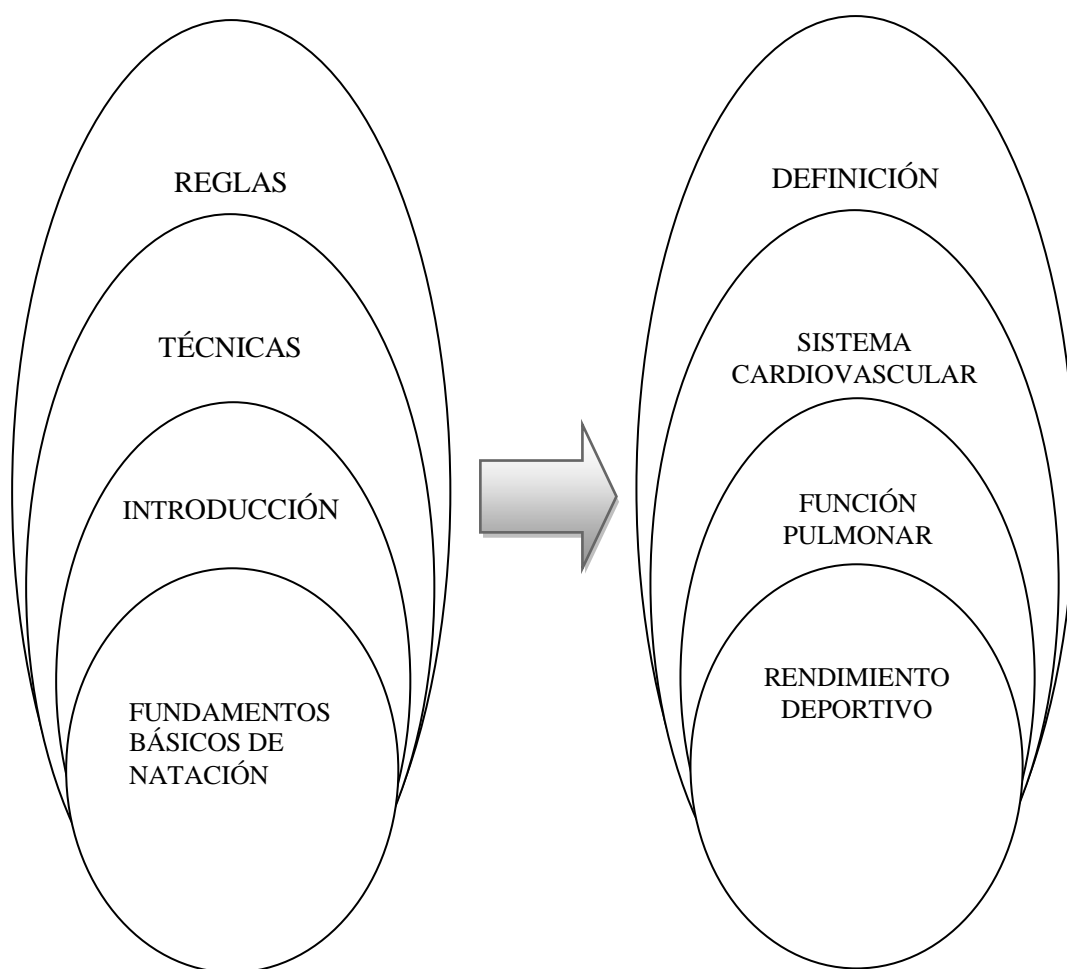 REGLAS
TÉCNICAS
INTRODUCCIÓN
FUNDAMENTOS
BÁSICOS DE
NATACIÓN
DEFINICIÓN
SISTEMA
CARDIOVASCULAR
FUNCIÓN
PULMONAR
RENDIMIENTO
DEPORTIVO